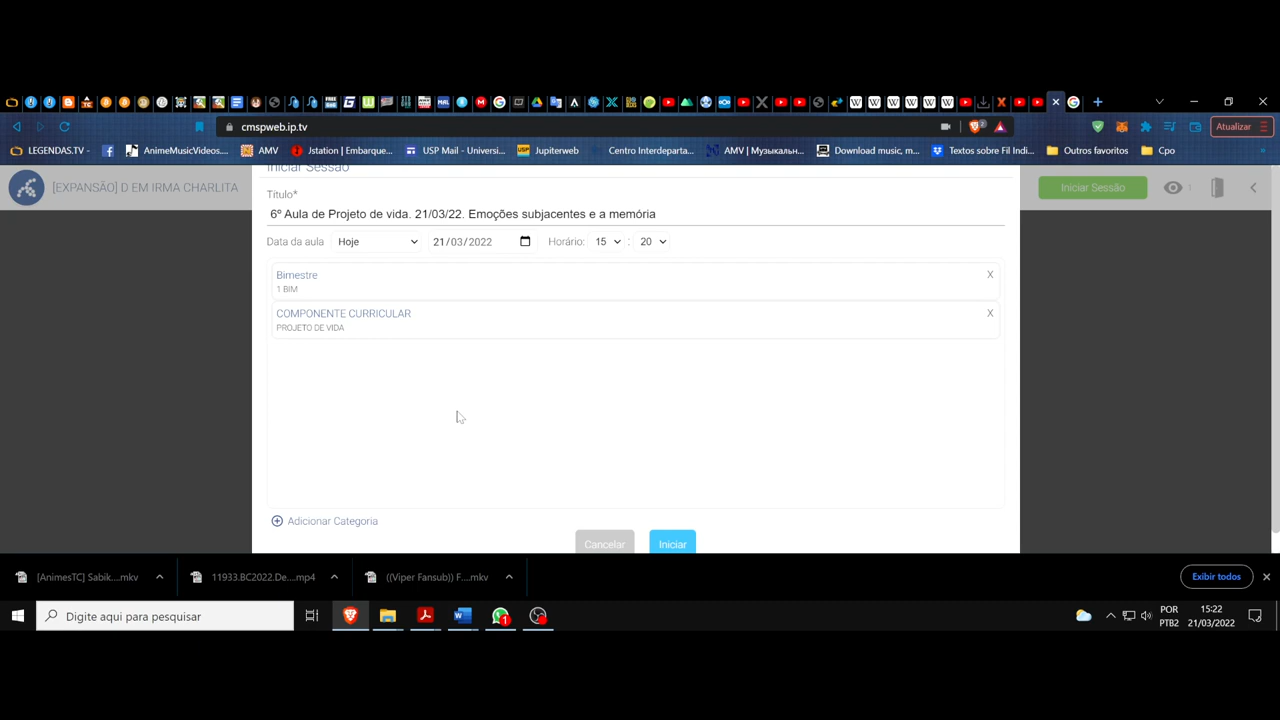 cmspweb.ip.tv
Atualizar
LEGENDAS.TV -
AnimeMusicVideos....
AMV
Jstation | Embarque...
USP Mail - Universi...
USP
Jupiterweb
Centro Interdeparta...
AMV | Музыкальн...
Download music, m...
Textos sobre Fil Indi...
Outros favoritos
Cpo
Iniciar Sessão
[EXPANSÃO] D EM IRMA CHARLITA
Iniciar Sessão
1
Título*
6º Aula de Projeto de vida. 21/03/22. Emoções subjacentes e a memória
Data da aula Hoje 21/03/2022 Horário: 15 : 20
Bimestre X
1 BIM
COMPONENTE CURRICULAR X
PROJETO DE VIDA
Adicionar Categoria
Cancelar Iniciar
[AnimesTC] Sabik....mkv
11933.BC2022.De....mp4
((Viper Fansub)) F....mkv
Exibir todos
Digite aqui para pesquisar
POR
PTB2
15:22
21/03/2022